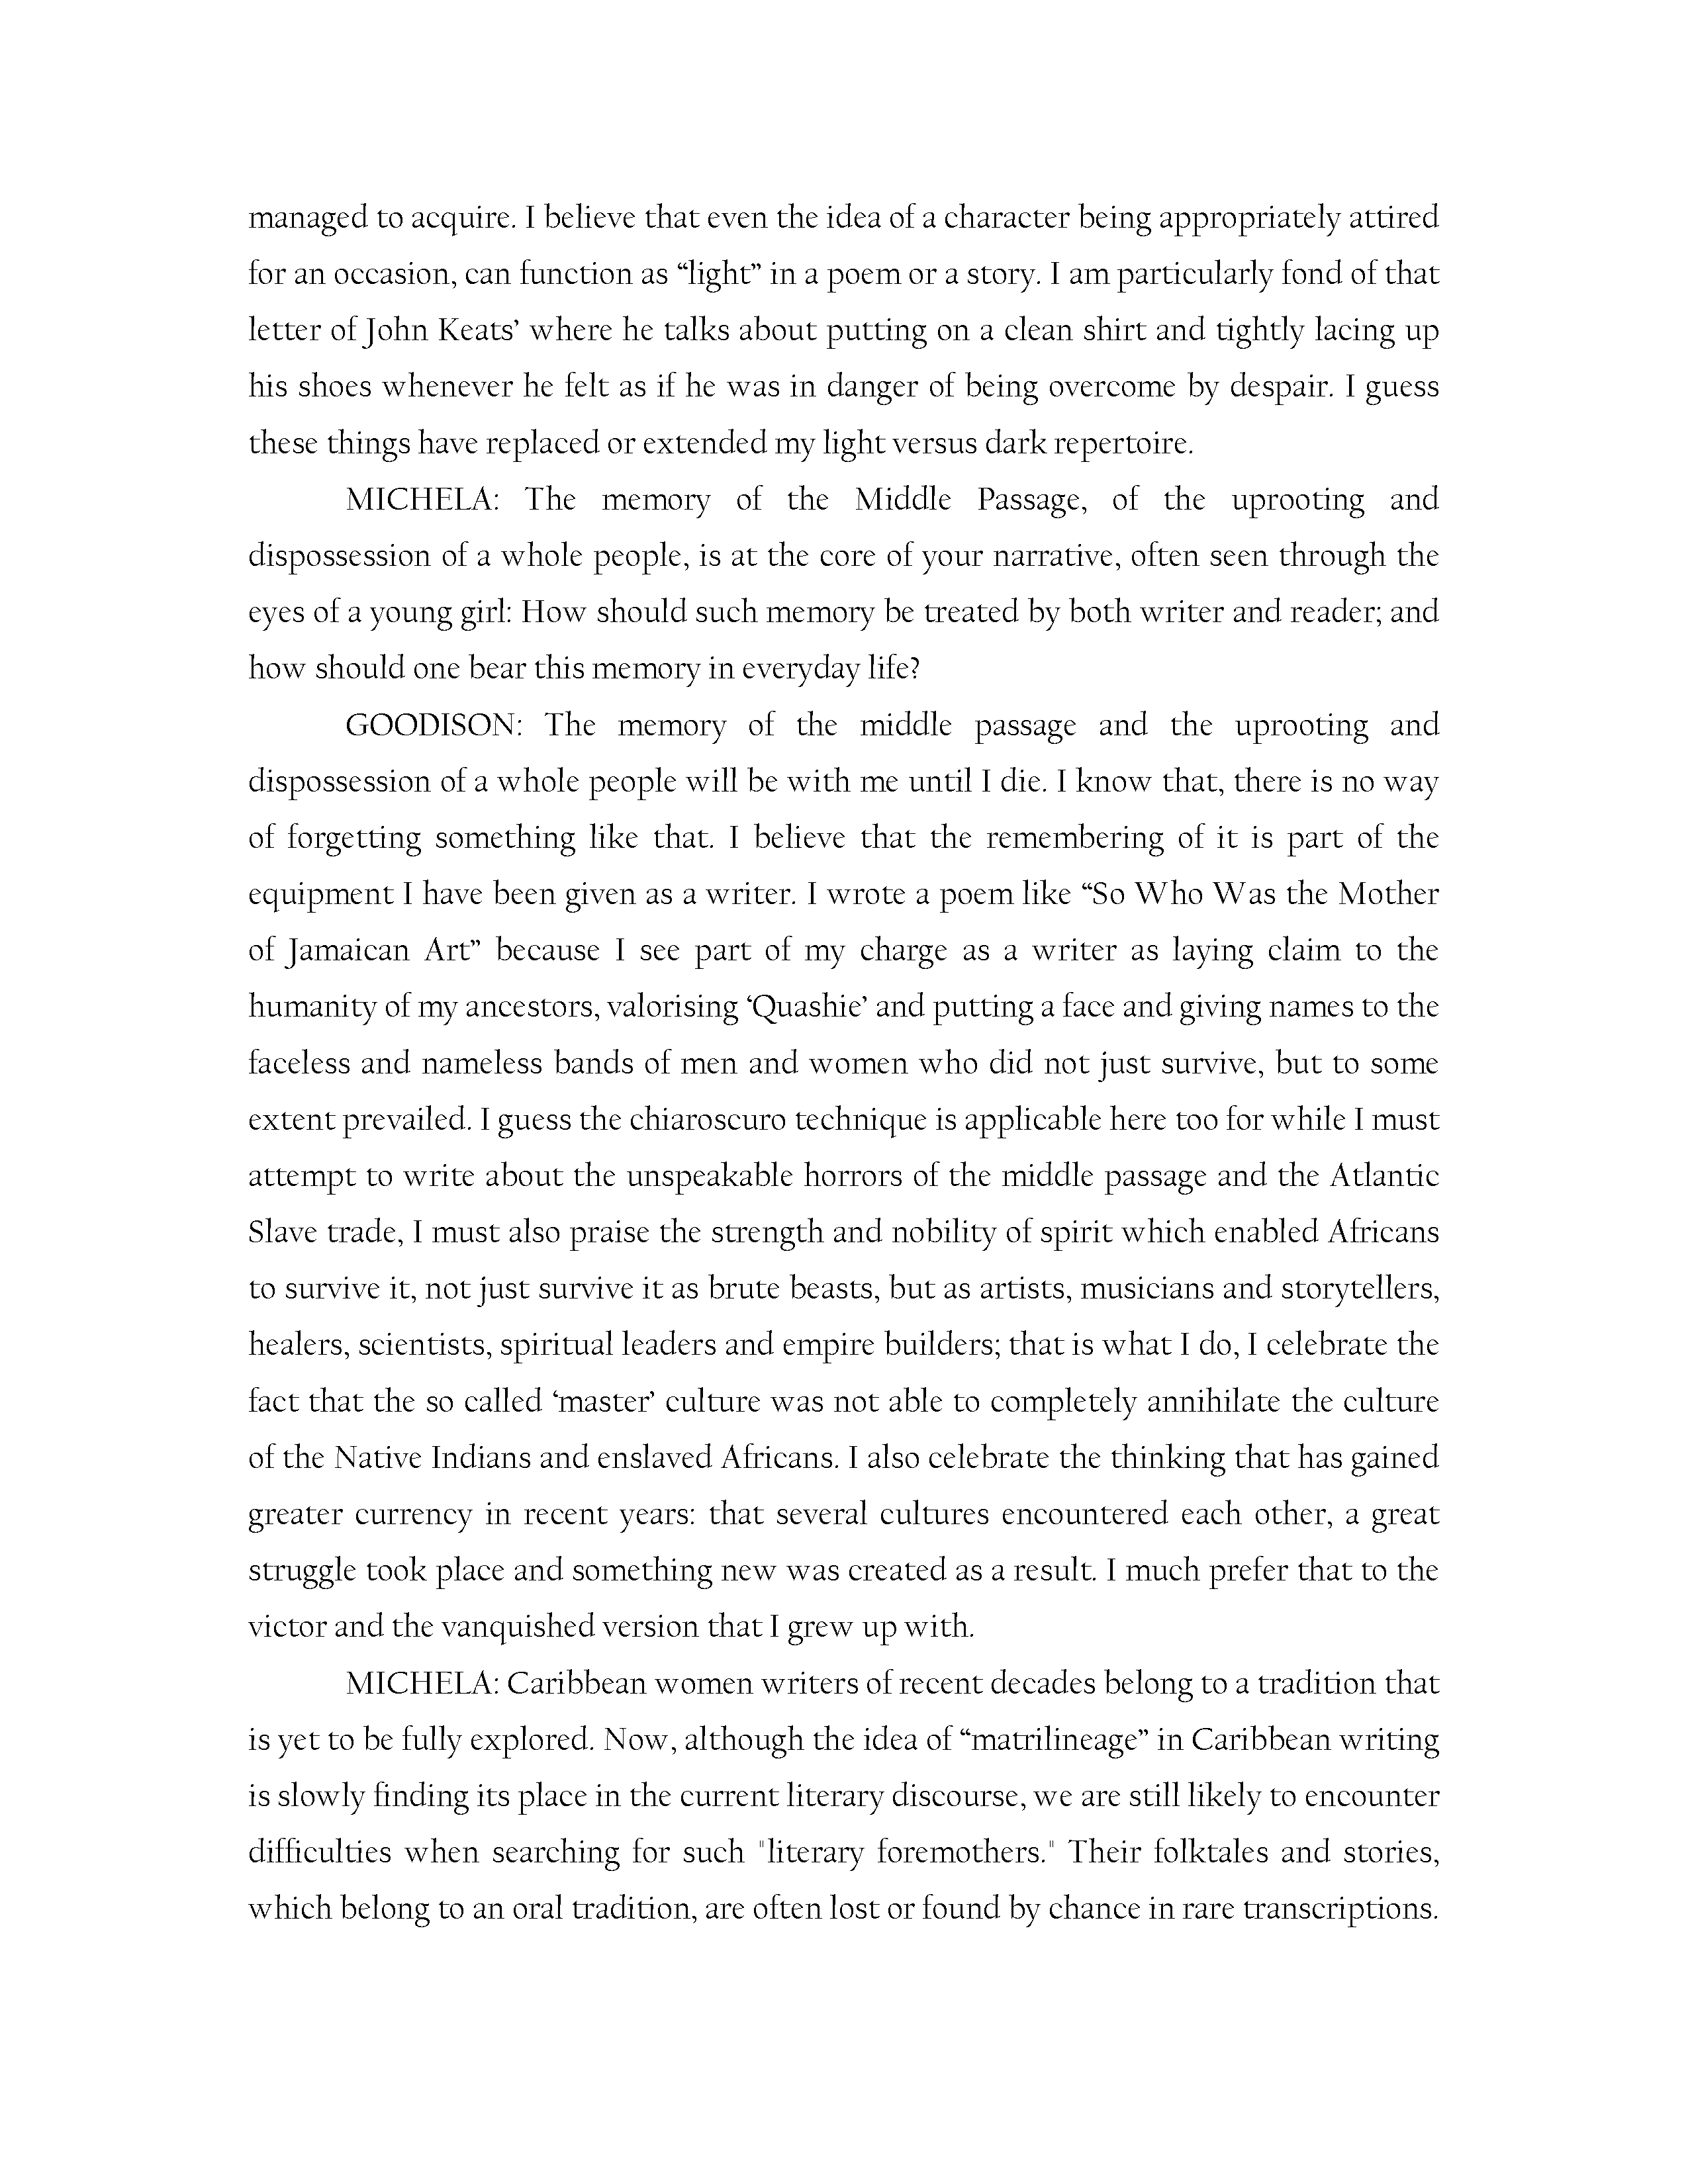 managed to acquire. I believe that even the idea of a character being appropriately attired
for an occasion, can function as “light” in a poem or a story. I am particularly fond of that
letter of John Keats’ where he talks about putting on a clean shirt and tightly lacing up
his shoes whenever he felt as if he was in danger of being overcome by despair. I guess
these things have replaced or extended my light versus dark repertoire.
MICHELA: The memory of the Middle Passage, of the uprooting and
dispossession of a whole people, is at the core of your narrative, often seen through the
eyes of a young girl: How should such memory be treated by both writer and reader; and
how should one bear this memory in everyday life?
GOODISON: The memory of the middle passage and the uprooting and
dispossession of a whole people will be with me until I die. I know that, there is no way
of forgetting something like that. I believe that the remembering of it is part of the
equipment I have been given as a writer. I wrote a poem like “So Who Was the Mother
of Jamaican Art” because I see part of my charge as a writer as laying claim to the
humanity of my ancestors, valorising ‘Quashie’ and putting a face and giving names to the
faceless and nameless bands of men and women who did not just survive, but to some
extent prevailed. I guess the chiaroscuro technique is applicable here too for while I must
attempt to write about the unspeakable horrors of the middle passage and the Atlantic
Slave trade, I must also praise the strength and nobility of spirit which enabled Africans
to survive it, not just survive it as brute beasts, but as artists, musicians and storytellers,
healers, scientists, spiritual leaders and empire builders; that is what I do, I celebrate the
fact that the so called ‘master’ culture was not able to completely annihilate the culture
of the Native Indians and enslaved Africans. I also celebrate the thinking that has gained
greater currency in recent years: that several cultures encountered each other, a great
struggle took place and something new was created as a result. I much prefer that to the
victor and the vanquished version that I grew up with.
MICHELA: Caribbean women writers of recent decades belong to a tradition that
is yet to be fully explored. Now, although the idea of “matrilineage” in Caribbean writing
is slowly finding its place in the current literary discourse, we are still likely to encounter
difficulties when searching for such "literary foremothers." Their folktales and stories,
which belong to an oral tradition, are often lost or found by chance in rare transcriptions.